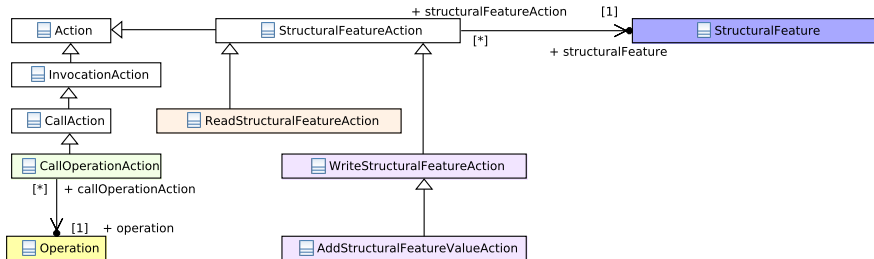 + structuralFeatureAction [1]
Action
StructuralFeatureAction
StructuralFeature
[*]
+ structuralFeature
InvocationAction
CallAction
ReadStructuralFeatureAction
CallOperationAction
WriteStructuralFeatureAction
[*] + callOperationAction
[1] + operation
Operation
AddStructuralFeatureValueAction